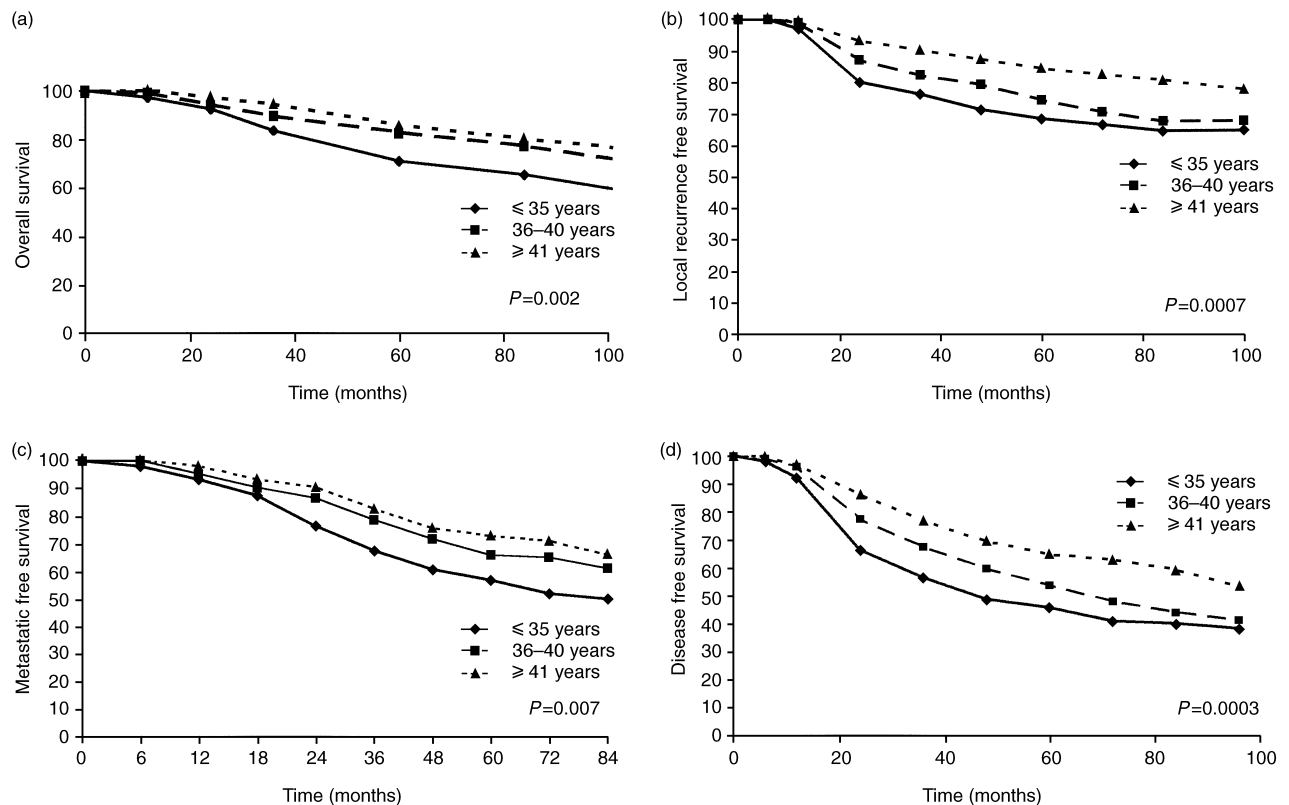 (a)
100
80
60
40
20
0
Overall survival
0 20 40 60 80 100
Time (months)
⩽ 35 years
36–40 years
⩾ 41 years
P=0.002
(b)
100
90
80
70
60
50
40
30
20
10
0
Local recurrence free survival
0 20 40 60 80 100
Time (months)
⩽ 35 years
36–40 years
⩾ 41 years
P=0.0007
(c)
100
90
80
70
60
50
40
30
20
10
0
Metastatic free survival
0 6 12 18 24 36 48 60 72 84
Time (months)
⩽ 35 years
36–40 years
⩾ 41 years
P=0.007
(d)
100
90
80
70
60
50
40
30
20
10
0
Disease free survival
0 20 40 60 80 100
Time (months)
⩽ 35 years
36–40 years
⩾ 41 years
P=0.0003